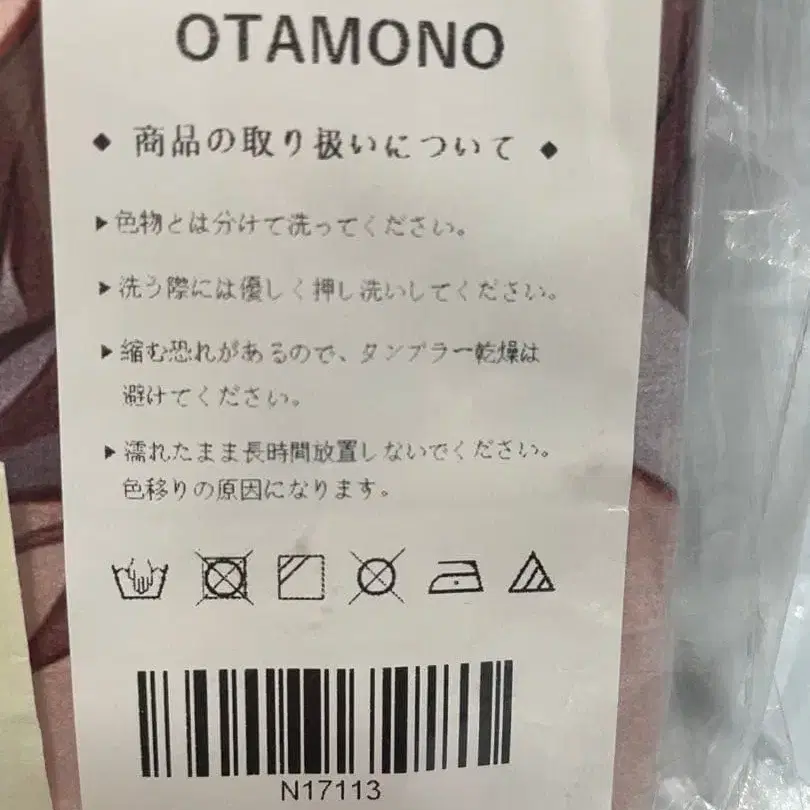 OTAMONO
◆ 商品の取り扱いについて ◆
▶色物とは分けて洗ってください。
▶洗う際には優しく押し洗いしてください。
▶縮む恐れがあるので、タンブラー乾燥は
避けてください。
▶濡れたまま長時間放置しないでください。
色移りの原因になります。
N17113